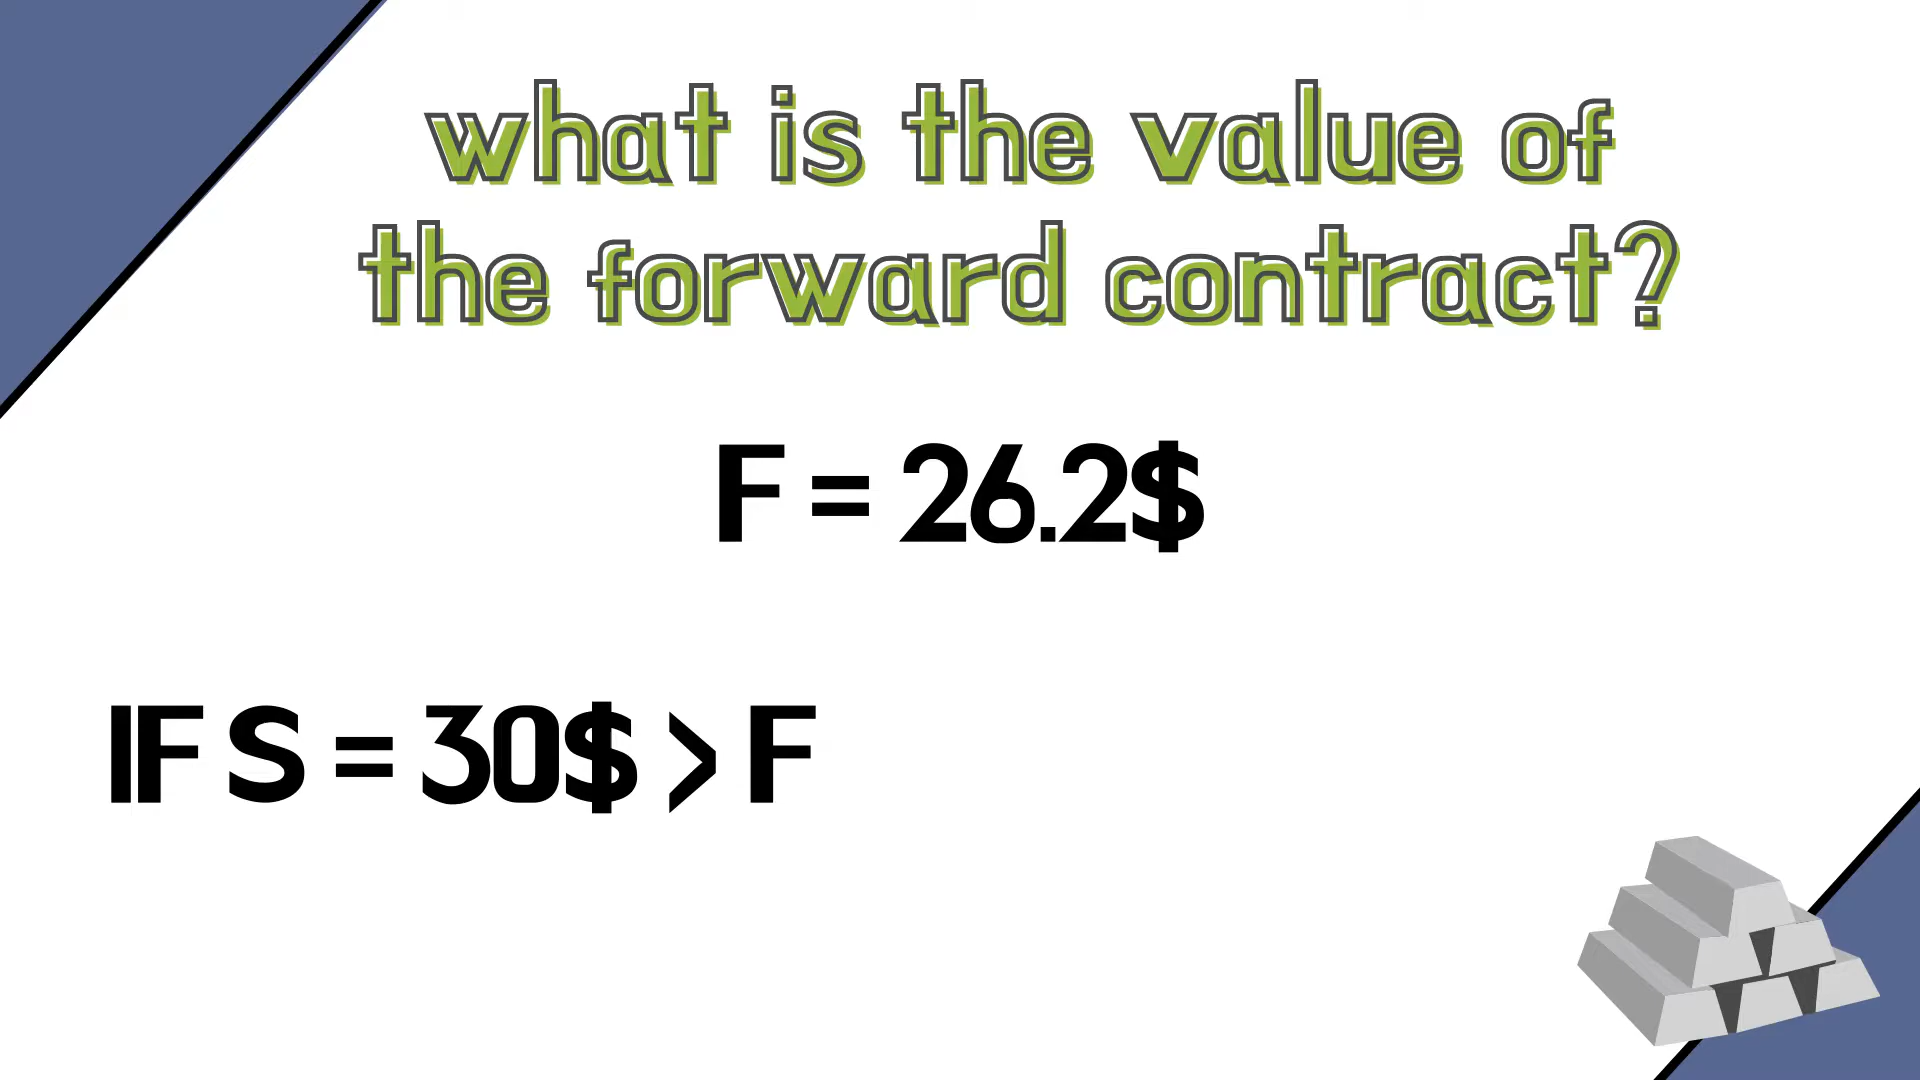 what is the value of
the forward contract?
F = 26.2$
IF S = 30$ > F